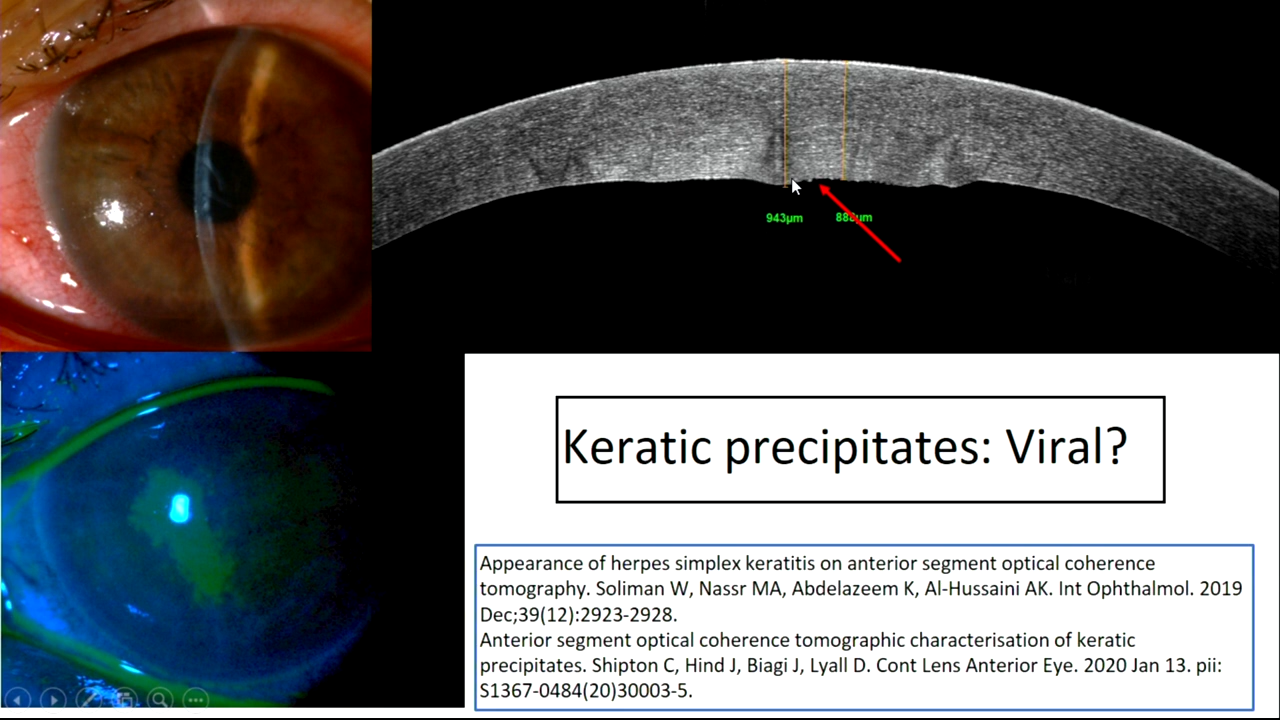 943µm
Keratic precipitates: Viral?
Appearance of herpes simplex keratitis on anterior segment optical coherence
tomography. Soliman W, Nassr MA, Abdelazeem K, Al-Hussaini AK. Int Ophthalmol. 2019
Dec;39(12):2923-2928.
Anterior segment optical coherence tomographic characterisation of keratic
precipitates. Shipton C, Hind J, Biagi J, Lyall D. Cont Lens Anterior Eye. 2020 Jan 13. pii:
S1367-0484(20)30003-5.